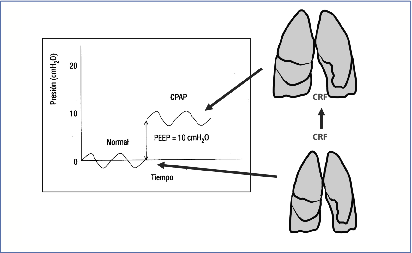 Presión (cmH2O)
20
10
0
CPAP
Normal
PEEP = 10 cmH2O
Tiempo
CRF
CRF